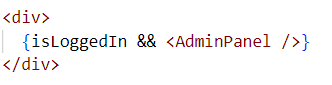 <div>
  {isLoggedIn && <AdminPanel />}
</div>